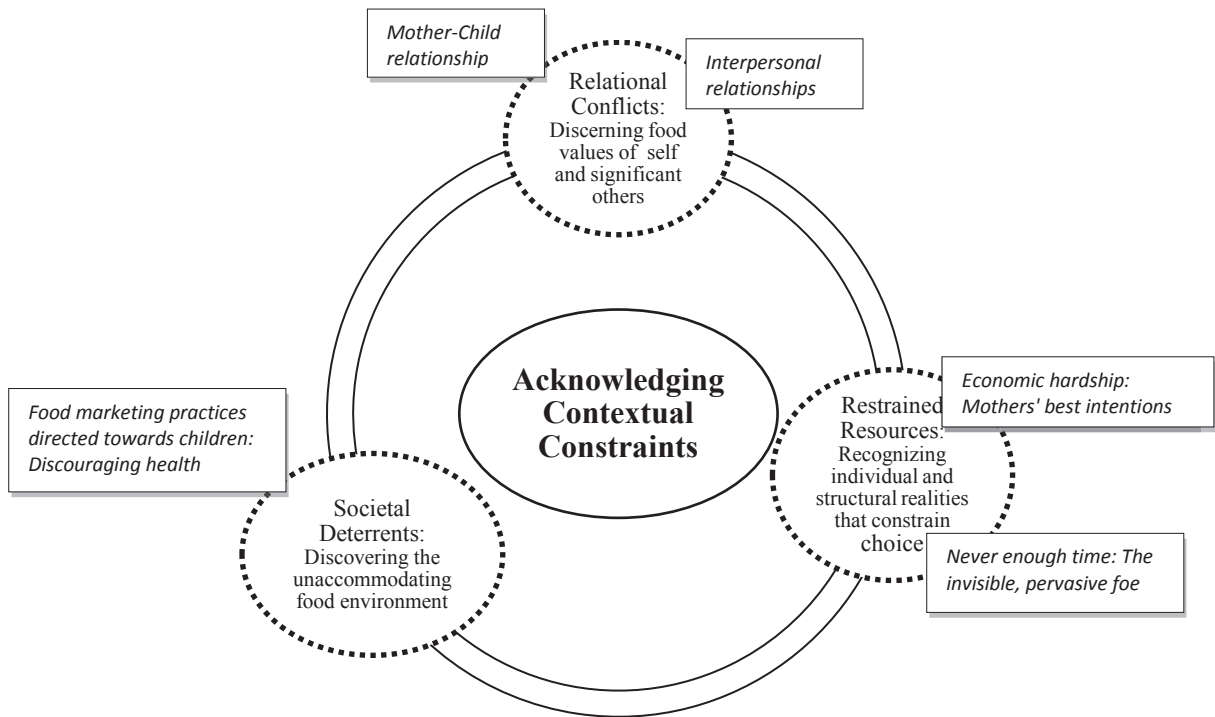 Mother-Child
relationship
Interpersonal
relationships
Relational
Conflicts:
Discerning food
values of self
and significant
others
Acknowledging
Contextual
Constraints
Economic hardship:
Mothers' best intentions
Restrained
Resources:
Recognizing
individual and
structural realities
that constrain
choice
Never enough time: The
invisible, pervasive foe
Food marketing practices
directed towards children:
Discouraging health
Societal
Deterrents:
Discovering the
unaccommodating
food environment